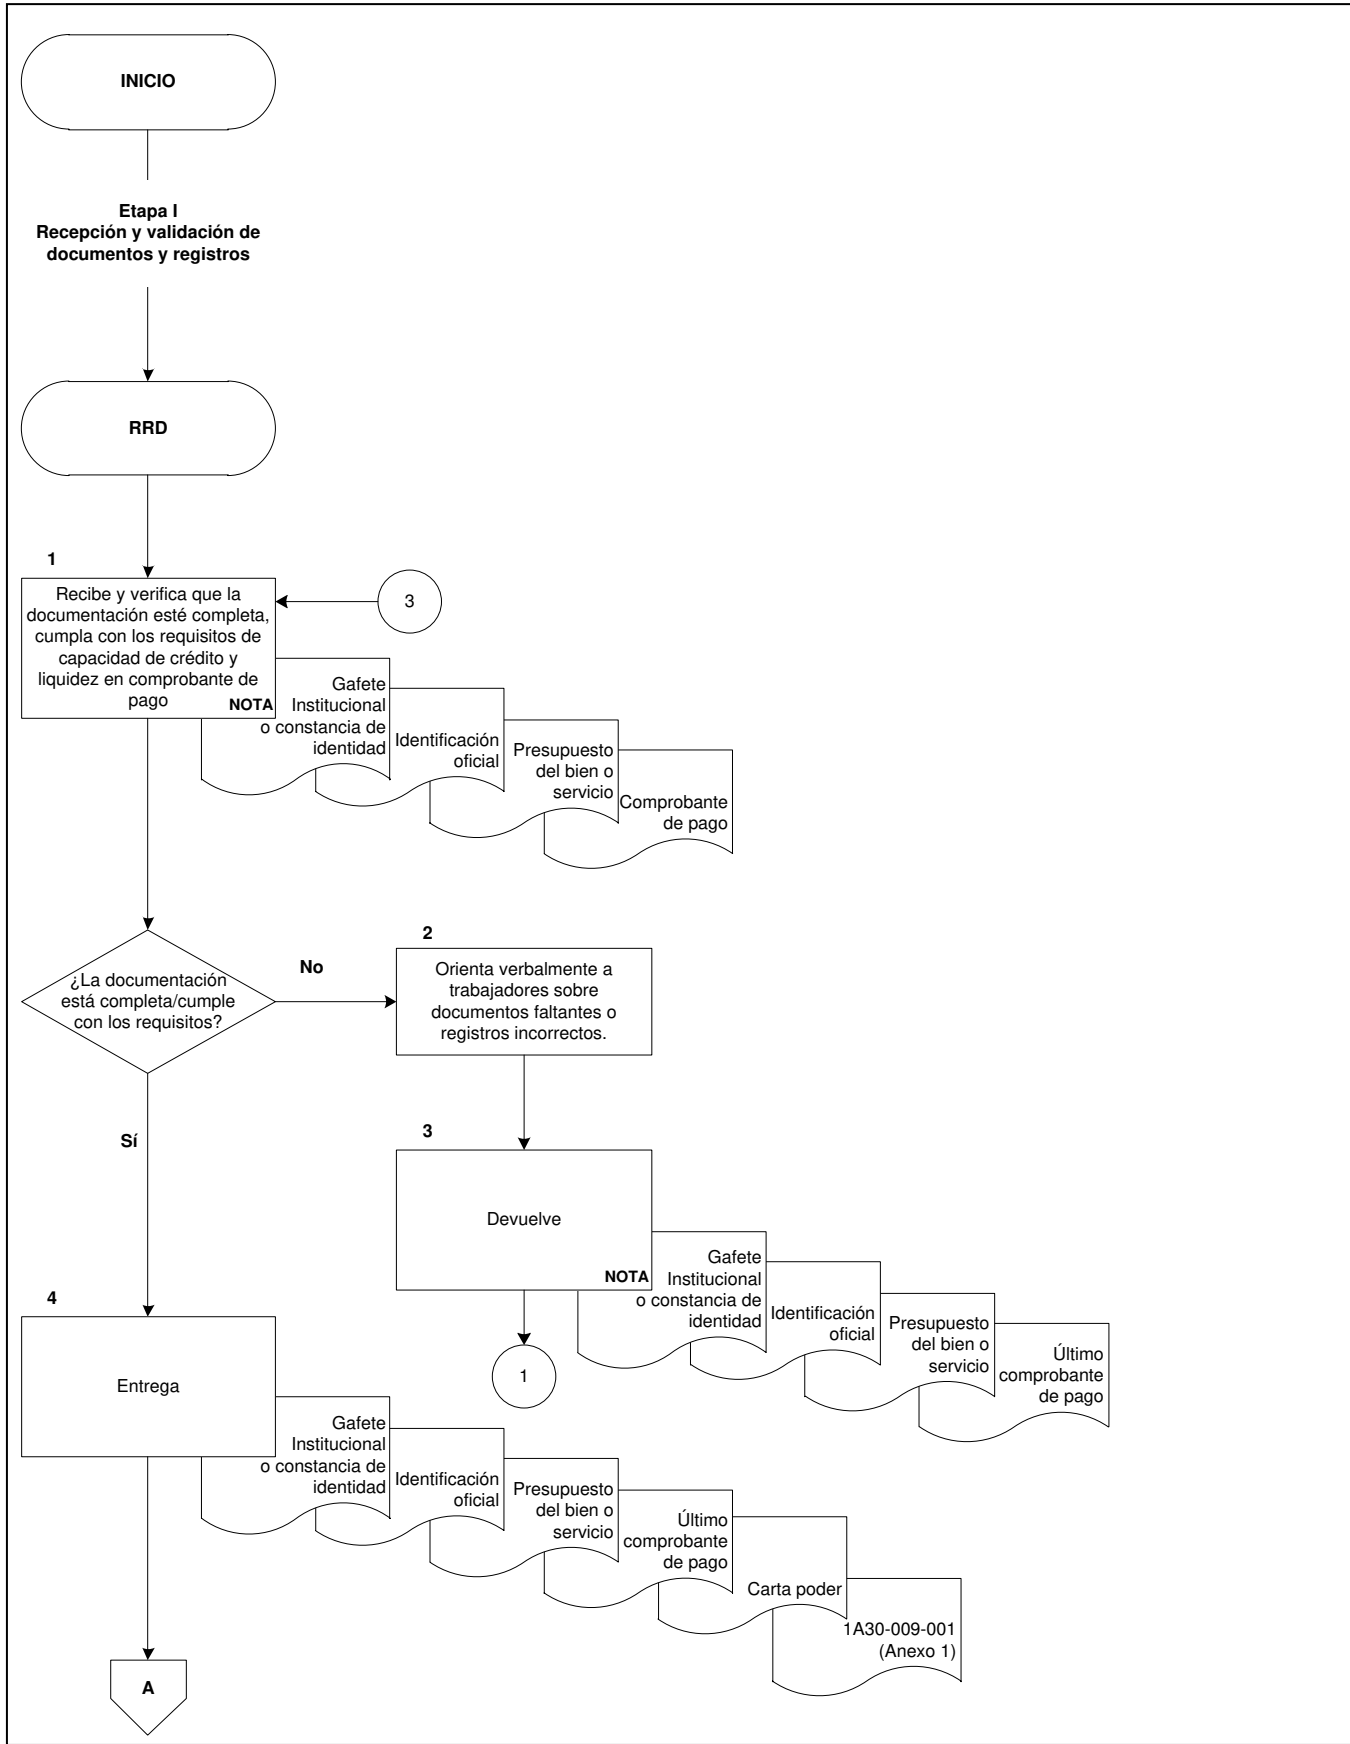 INICIO
Etapa I
Recepción y validación de
documentos y registros
RRD
1
Recibe y verifica que la
documentación esté completa,
cumpla con los requisitos de
capacidad de crédito y
liquidez en comprobante de
pago
NOTA
3
Gafete
Institucional
o constancia de
identidad
Identificación
oficial
Presupuesto
del bien o
servicio
Comprobante
de pago
¿La documentación
está completa/cumple
con los requisitos?
No
2
Orienta verbalmente a
trabajadores sobre
documentos faltantes o
registros incorrectos.
Sí
3
Devuelve
NOTA
Gafete
Institucional
o constancia de
identidad
Identificación
oficial
Presupuesto
del bien o
servicio
Último
comprobante
de pago
1
4
Entrega
Gafete
Institucional
o constancia de
identidad
Identificación
oficial
Presupuesto
del bien o
servicio
Último
comprobante
de pago
Carta poder
1A30-009-001
(Anexo 1)
A